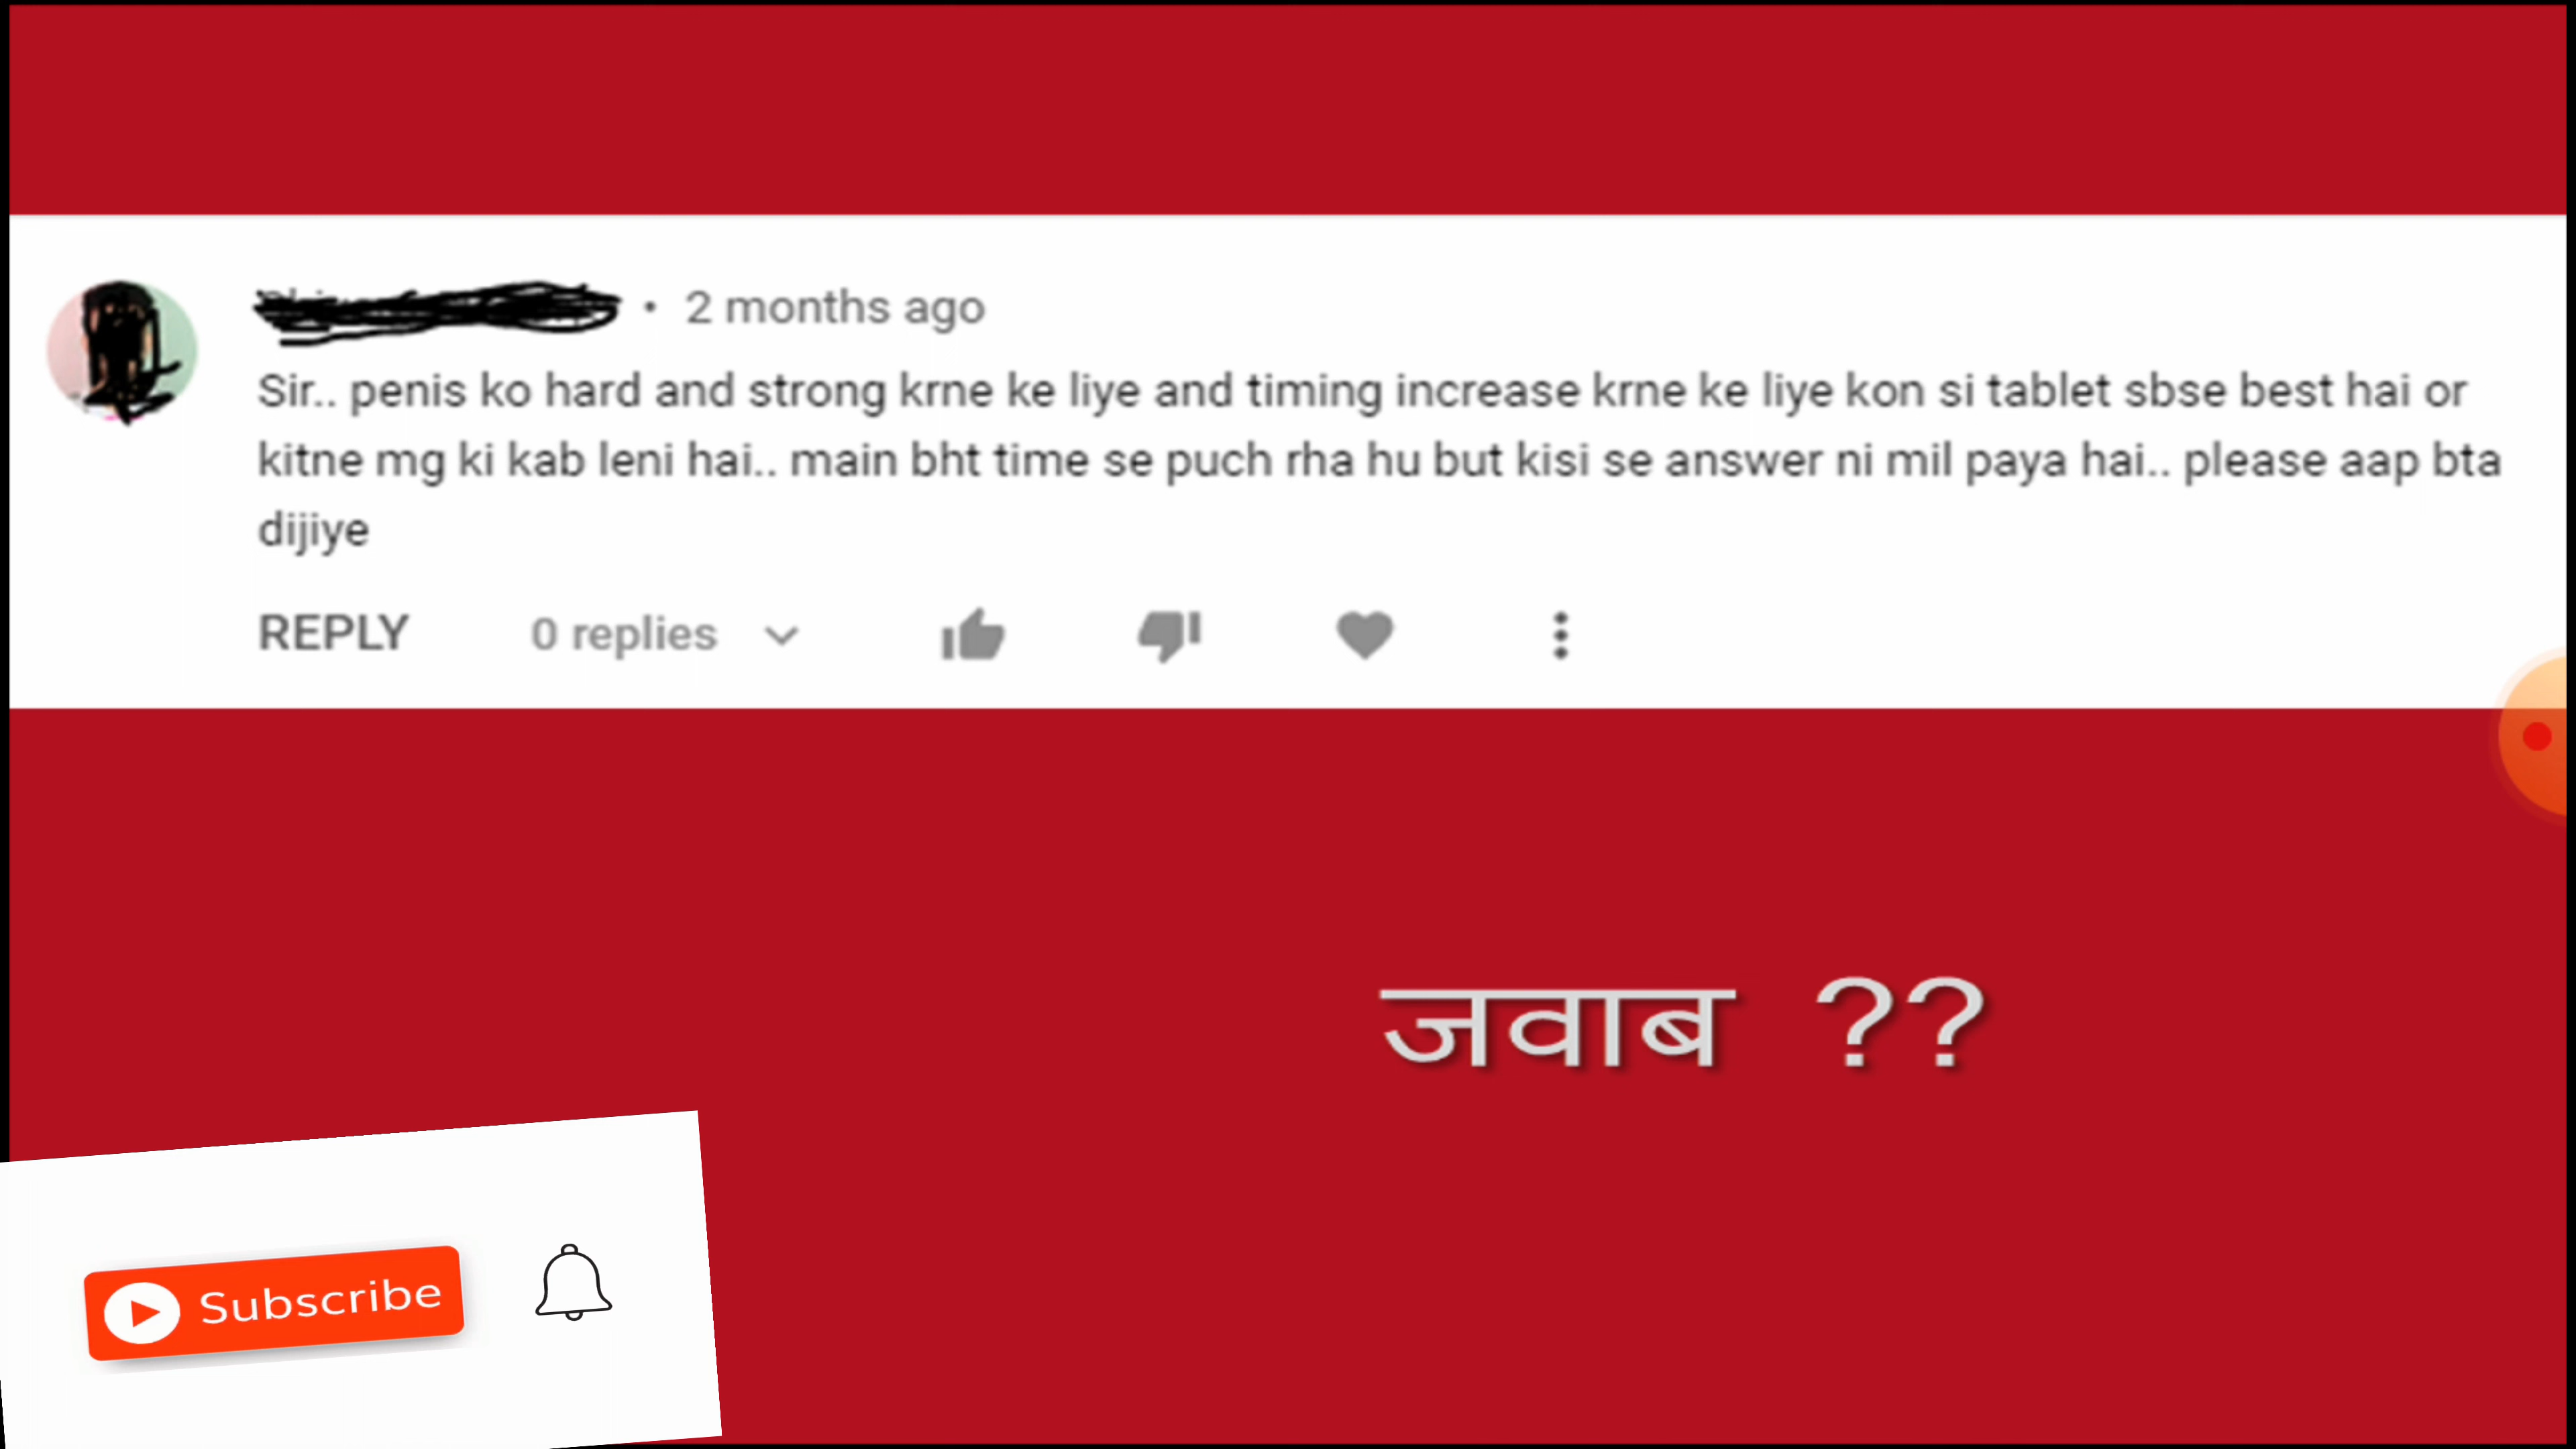 • 2 months ago
Sir.. penis ko hard and strong krne ke liye and timing increase krne ke liye kon si tablet sbse best hai or
kitne mg ki kab leni hai.. main bht time se puch rha hu but kisi se answer ni mil paya hai.. please aap bta
dijiye
REPLY 0 replies
जवाब ??
Subscribe